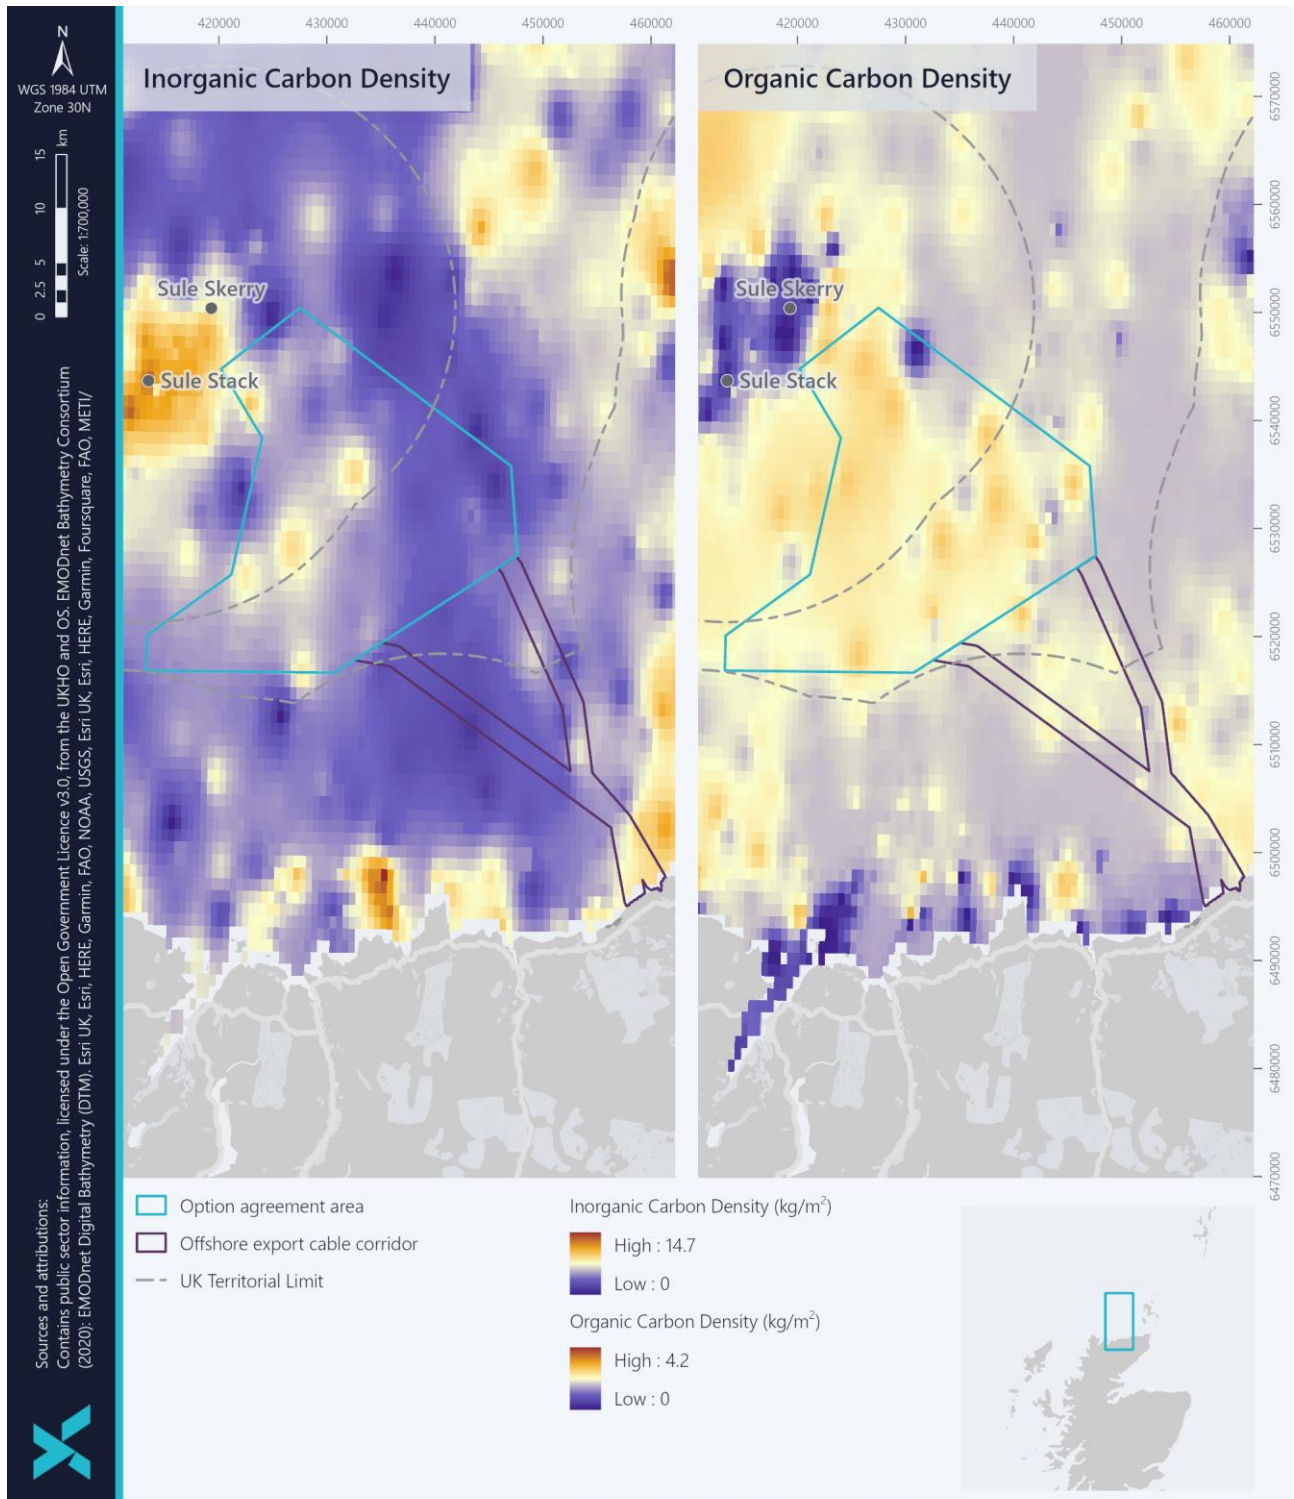 N
WGS 1984 UTM
Zone 30N
0 2.5 5 10 15
km
Scale: 1:700,000
Sources and attributions:
Contains public sector information, licensed under the Open Government Licence v3.0, from the UKHO and OS. EMODnet Bathymetry Consortium
(2020): EMODnet Digital Bathymetry (DTM). Esri UK, Esri, HERE, Garmin, FAO, NOAA, USGS, Esri UK, Esri, HERE, Garmin, Foursquare, FAO, METI/
420000 430000 440000 450000 460000
Inorganic Carbon Density
Sule Skerry
Sule Stack
420000 430000 440000 450000 460000
Organic Carbon Density
Sule Skerry
Sule Stack
6570000
6560000
6550000
6540000
6530000
6520000
6510000
6500000
6490000
6480000
6470000
Option agreement area
Offshore export cable corridor
UK Territorial Limit
Inorganic Carbon Density (kg/m²)
High : 14.7
Low : 0
Organic Carbon Density (kg/m²)
High : 4.2
Low : 0